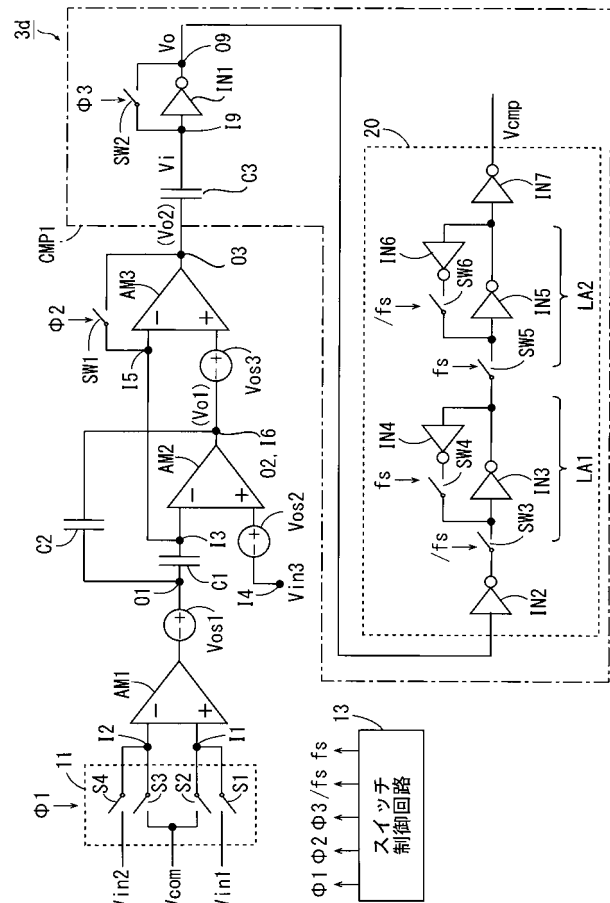 3d
CMP1
Φ1
11
S4
S3
S2
S1
Vin2
Vcom
Vin1
I2
I1
AM1
Vos1
O1
C2
C1
I3
I4
Vin3
Vos2
AM2
O2, I6
(Vo1)
Vos3
I5
Φ2
SW1
AM3
O3
(Vo2)
C3
Vi
I9
Φ3
SW2
IN1
Vo
O9
20
IN2
/fs
SW3
fs
SW4
IN4
IN3
LA1
fs
SW5
/fs
SW6
IN6
IN5
LA2
IN7
Vcmp
13
Φ1 Φ2 Φ3 /fs fs
スイッチ
制御回路